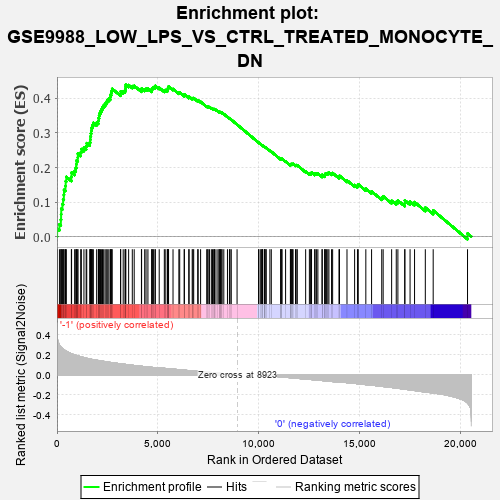 Enrichment plot:
GSE9988_LOW_LPS_VS_CTRL_TREATED_MONOCYTE_
DN
Enrichment score (ES)
0.4
0.3
0.2
0.1
0.0
'-1' (positively correlated)
Ranked list metric (Signal2Noise)
0.4
0.2
0.0
-0.2
-0.4
Zero cross at 8923
'0' (negatively correlated)
0
5,000
10,000
15,000
20,000
Rank in Ordered Dataset
Enrichment profile
Hits
Ranking metric scores